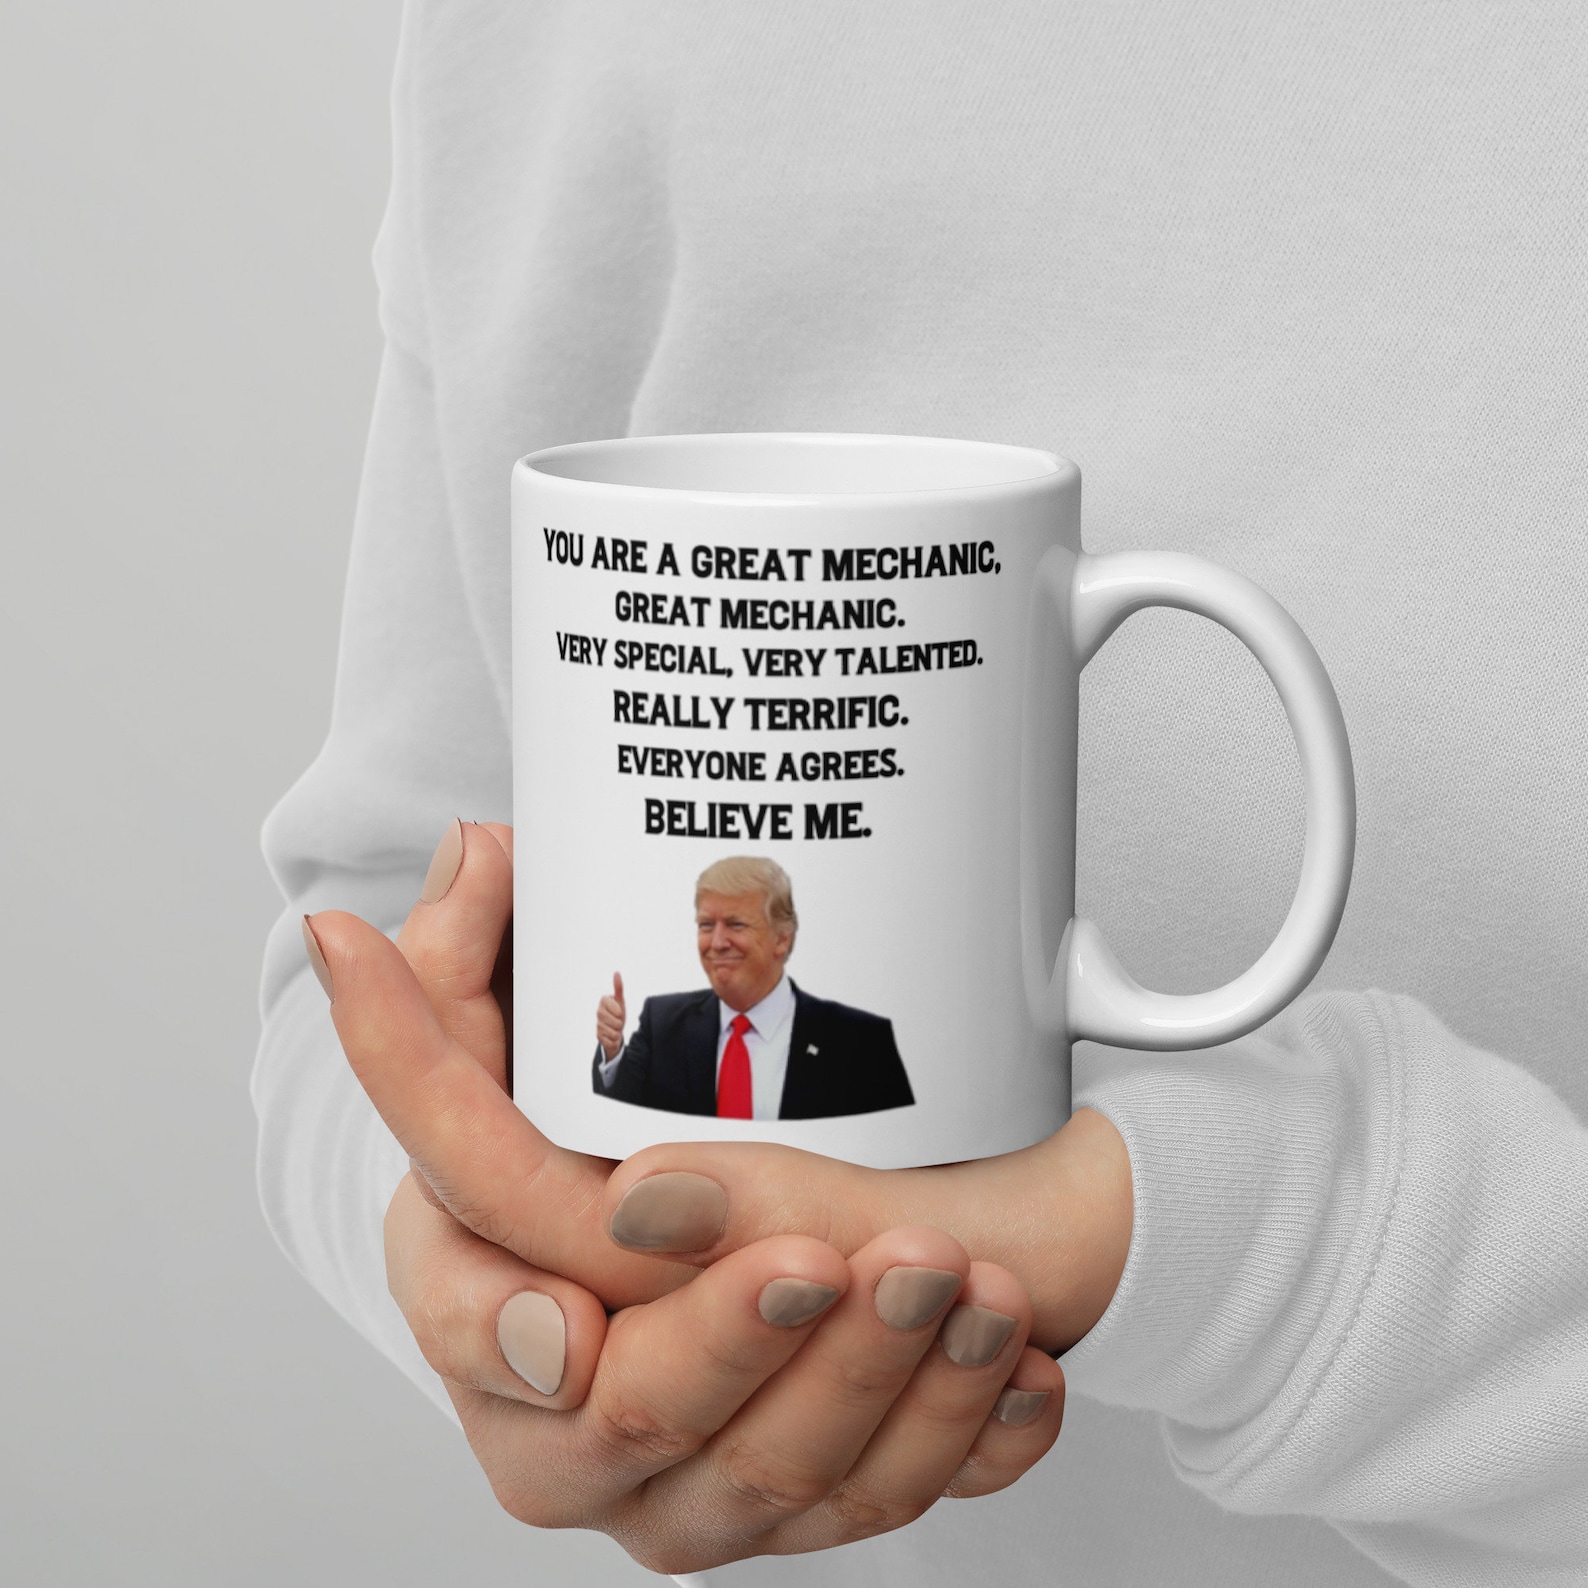 YOU ARE A GREAT MECHANIC,
GREAT MECHANIC.
VERY SPECIAL, VERY TALENTED.
REALLY TERRIFIC.
EVERYONE AGREES.
BELIEVE ME.